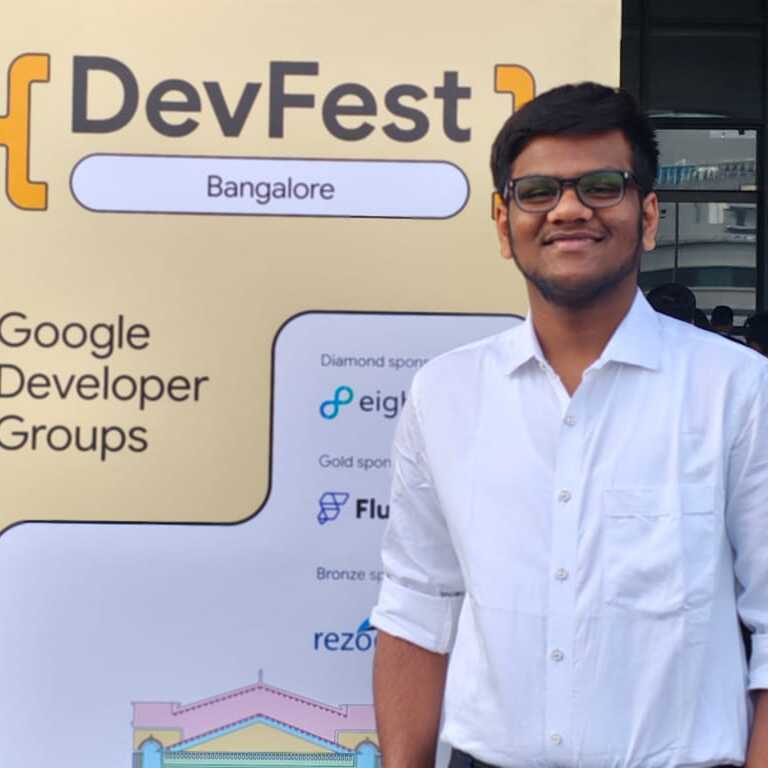 { DevFest }
Bangalore
Google
Developer
Groups
Diamond spons
eigh
Gold spon
Flu
Bronze sp
rezo